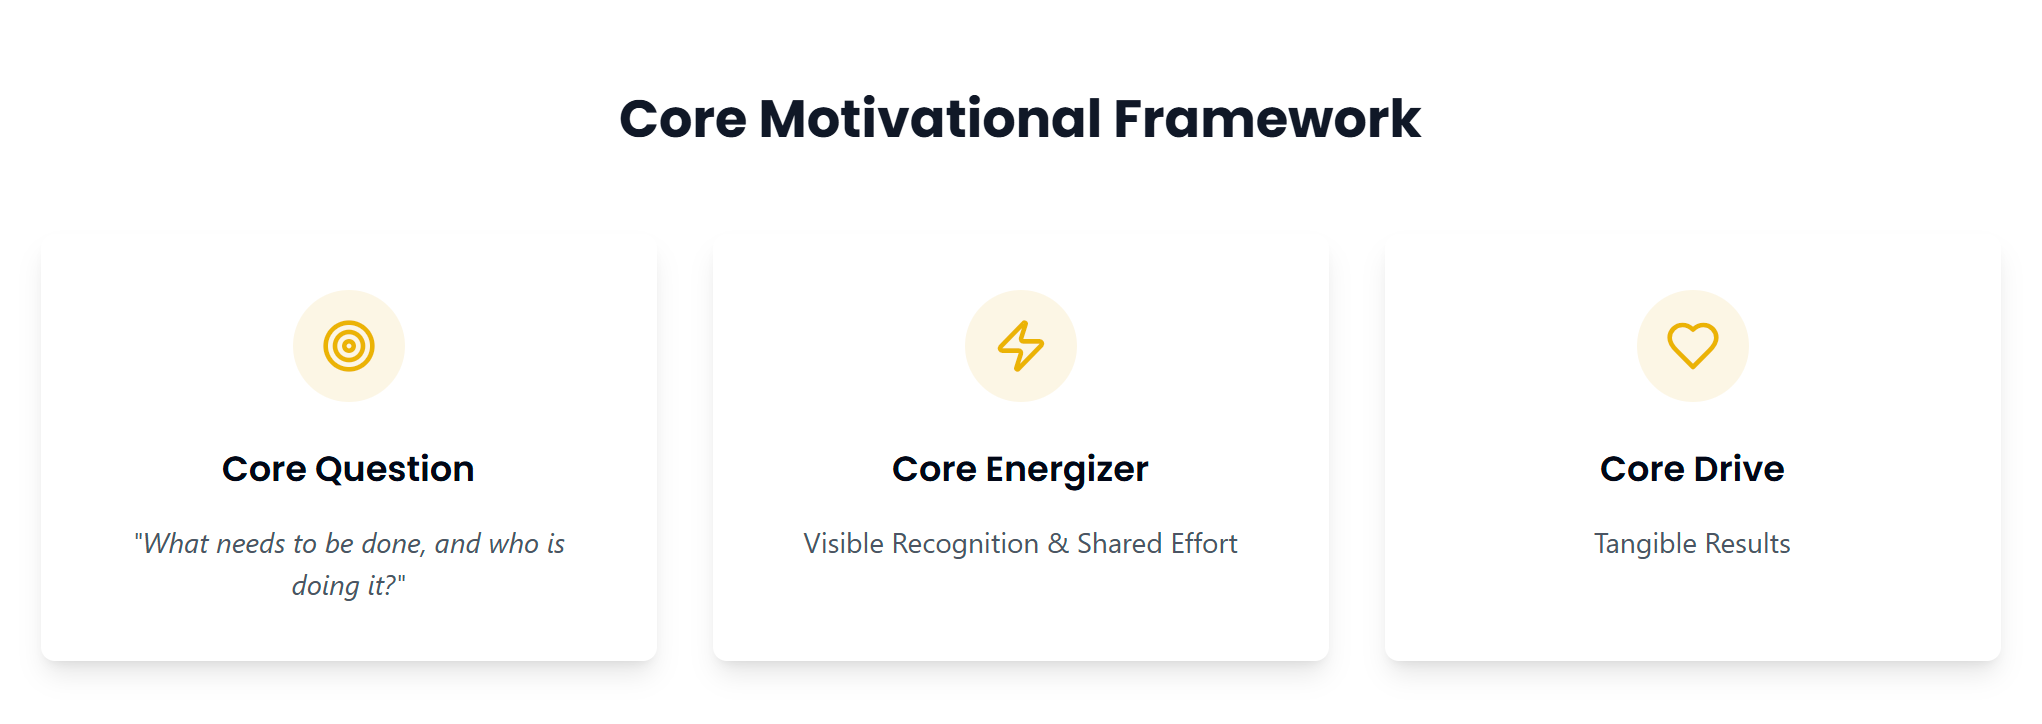 Core Motivational Framework
Core Question
"What needs to be done, and who is
doing it?"
Core Energizer
Visible Recognition & Shared Effort
Core Drive
Tangible Results